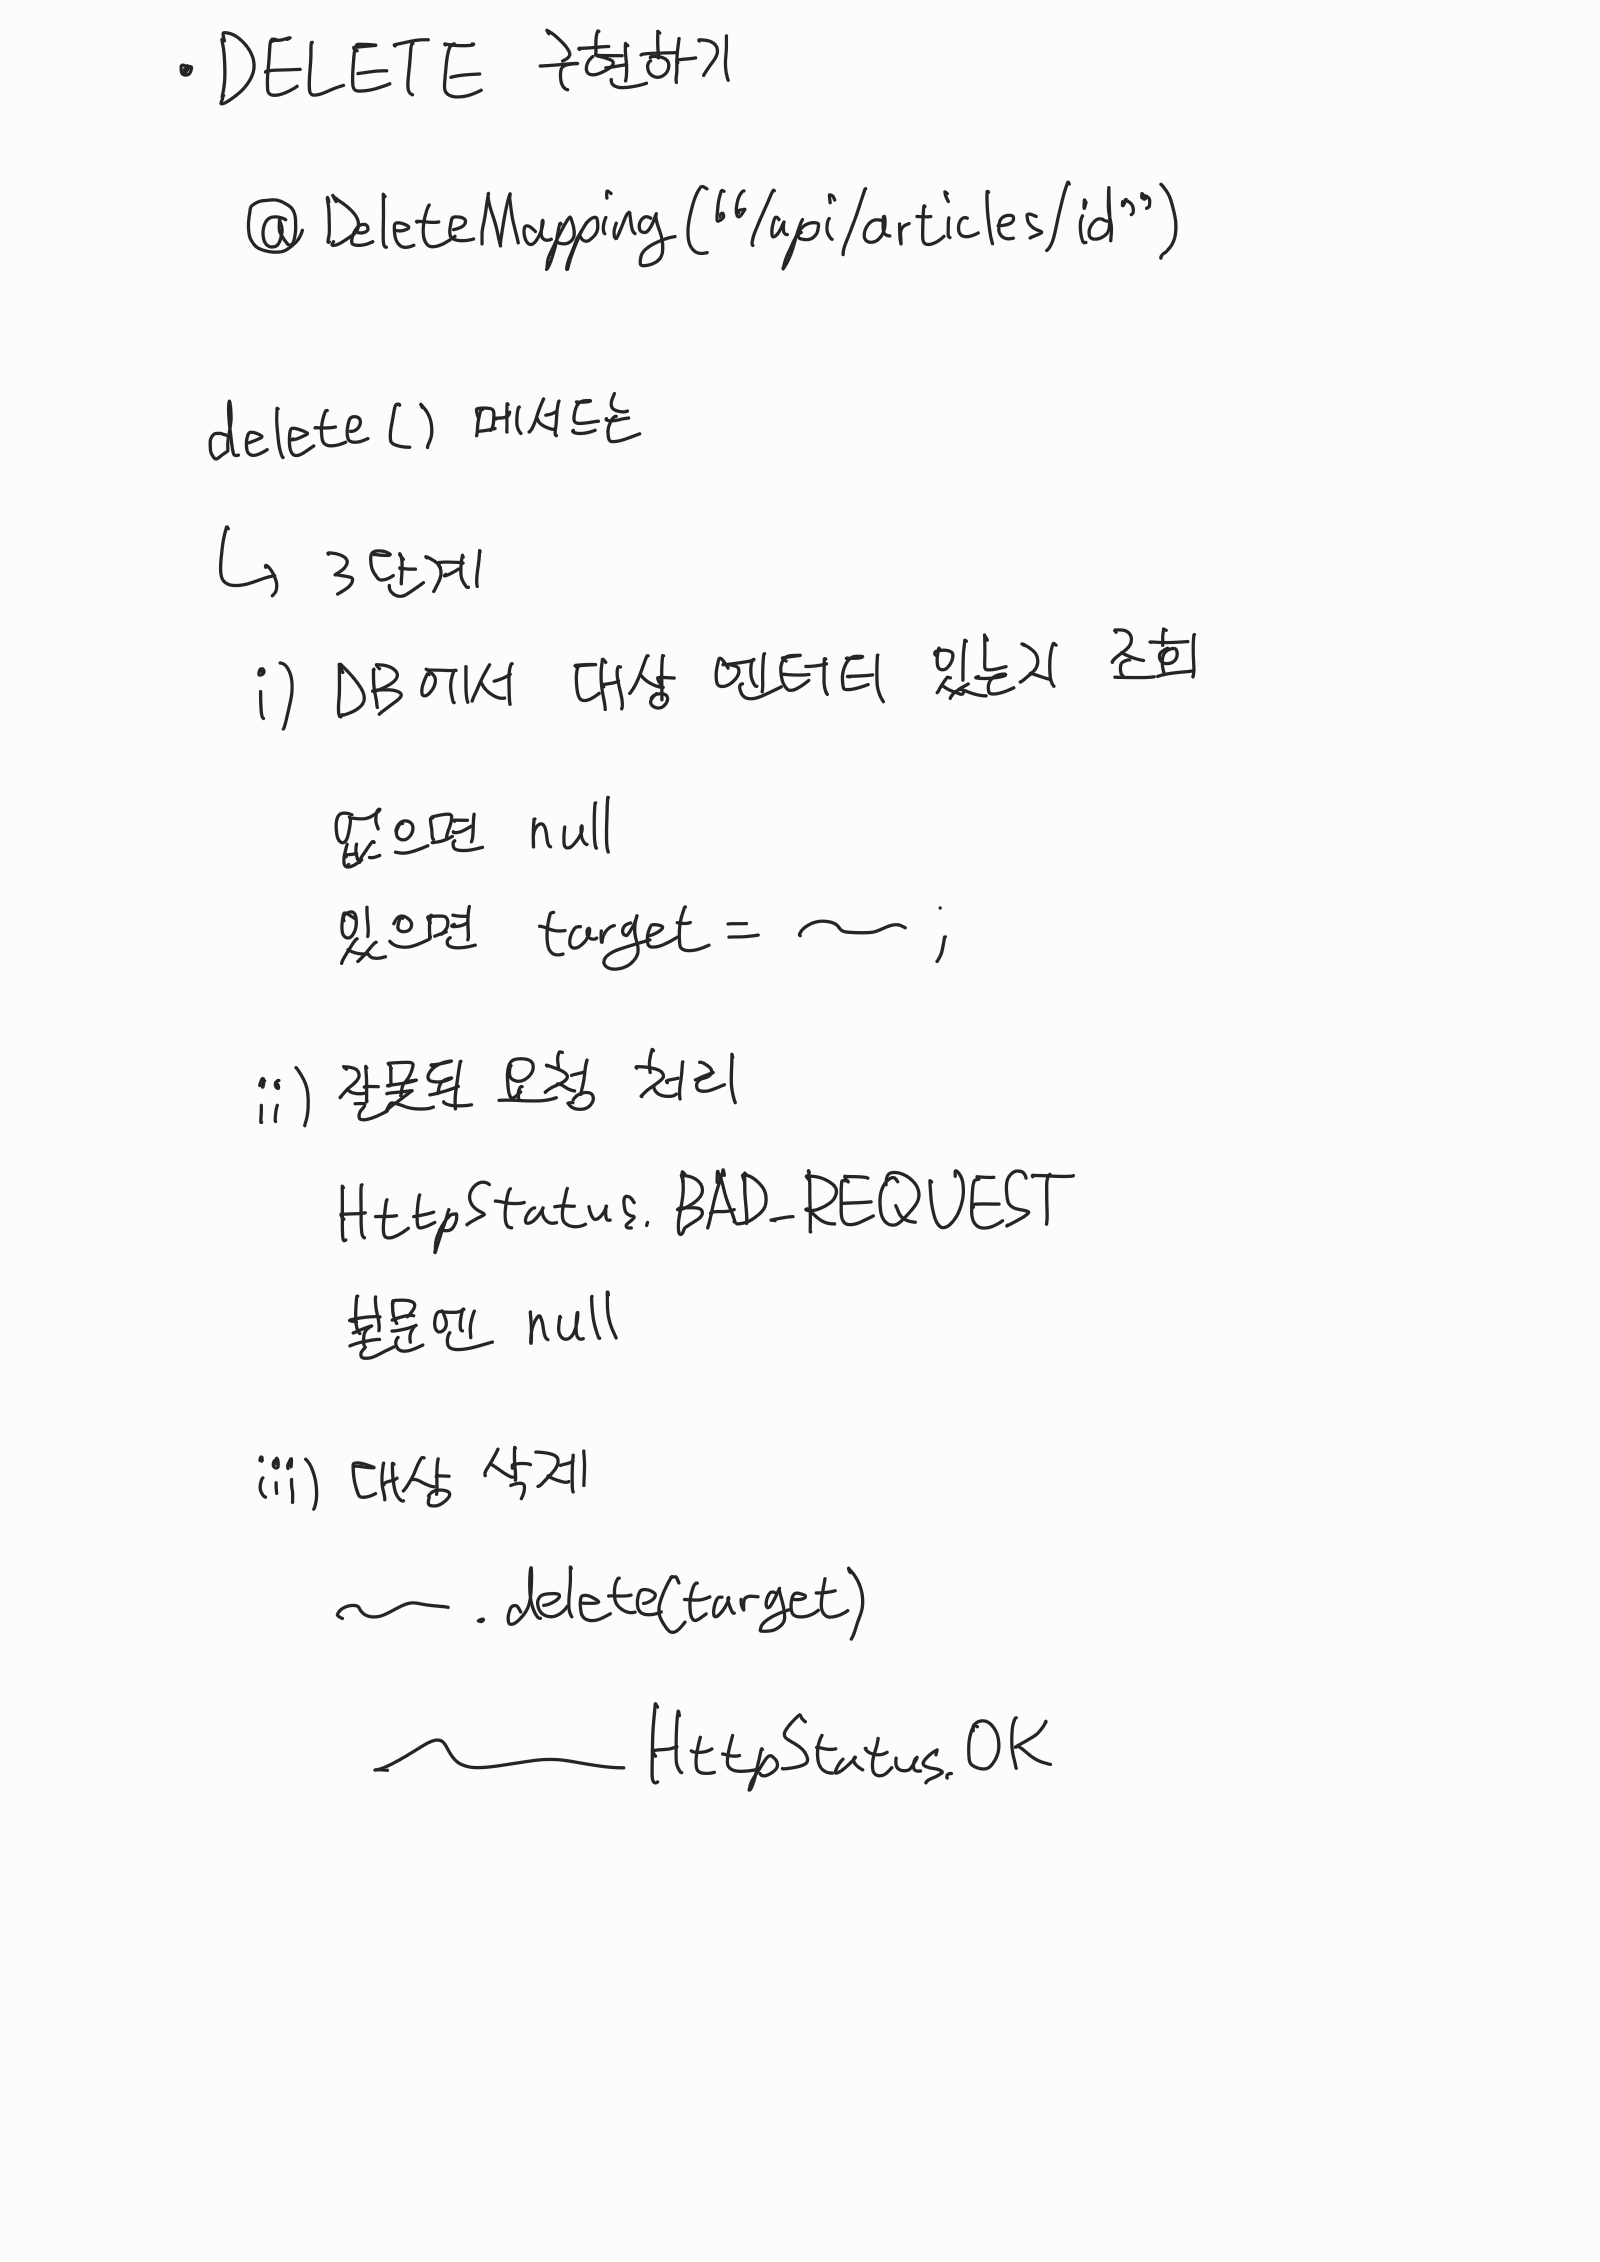 • DELETE 구현하기
@DeleteMapping("/api/articles/id")
delete() 메서드는
↳ 3단계
i) DB에서 대상 엔터티 있는지 조회
없으면 null
있으면 target = ~ ;
ii) 잘못된 요청 처리
HttpStatus.BAD_REQUEST
본문엔 null
iii) 대상 삭제
~ .delete(target)
~ HttpStatus.OK